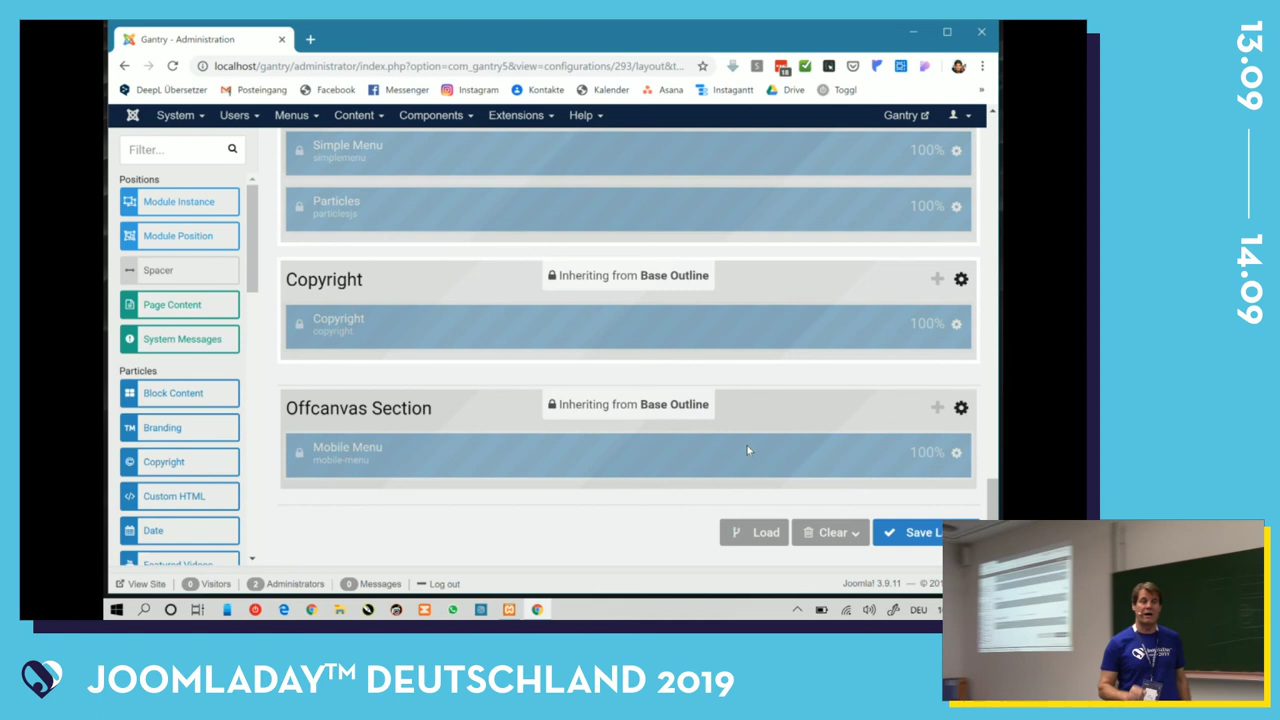 Gantry - Administration
localhost/gantry/administrator/index.php?option=com_gantry5&view=configurations/293/layout&t...
18
DeepL Übersetzer
Posteingang
Facebook
Messenger
Instagram
Kontakte
Kalender
Asana
Instagantt
Drive
Toggl
»
System
Users
Menus
Content
Components
Extensions
Help
Gantry
Filter...
Positions
Module Instance
Module Position
Spacer
Page Content
System Messages
Particles
Block Content
Branding
Copyright
Custom HTML
Date
Featured Videos
Simple Menu
simplemenu
100%
Particles
particlesjs
100%
Copyright
Inheriting from Base Outline
Copyright
copyright
100%
Offcanvas Section
Inheriting from Base Outline
Mobile Menu
mobile-menu
100%
Load
Clear
Save L
View Site
0 Visitors
2 Administrators
0 Messages
Log out
Joomla! 3.9.11 — © 201
DEU
13.09
14.09
JOOMLADAY™ DEUTSCHLAND 2019